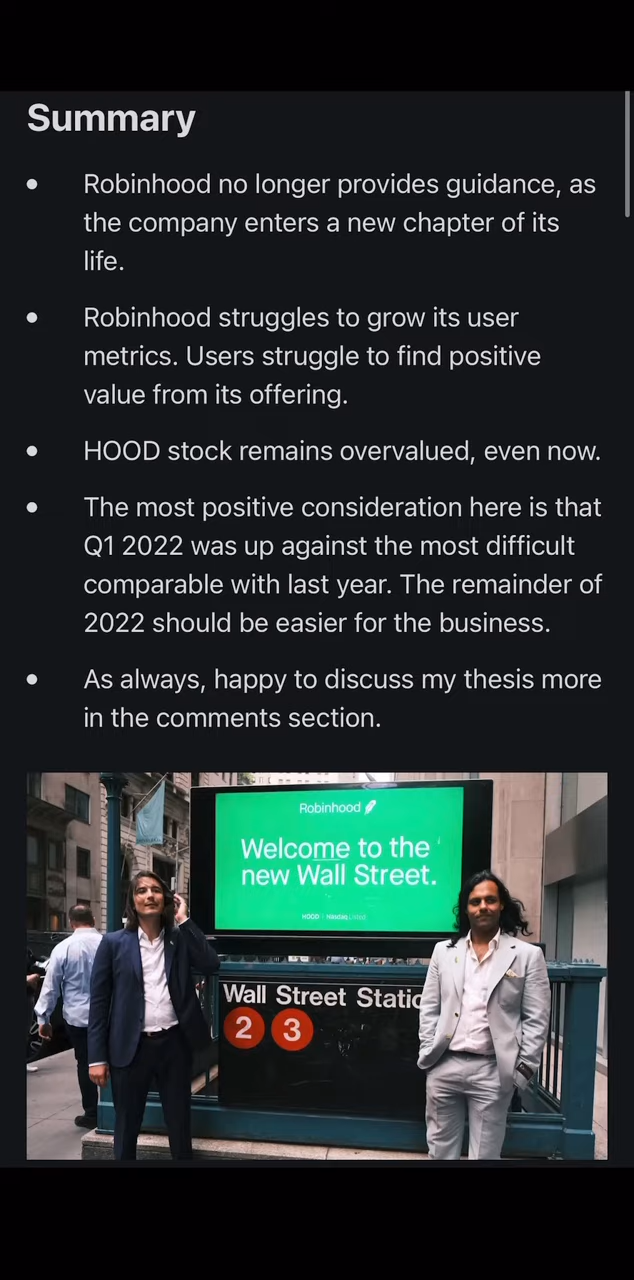 Summary
• Robinhood no longer provides guidance, as
the company enters a new chapter of its
life.
• Robinhood struggles to grow its user
metrics. Users struggle to find positive
value from its offering.
• HOOD stock remains overvalued, even now.
• The most positive consideration here is that
Q1 2022 was up against the most difficult
comparable with last year. The remainder of
2022 should be easier for the business.
• As always, happy to discuss my thesis more
in the comments section.
Robinhood
Welcome to the
new Wall Street.
HOOD | Nasdaq Listed
Wall Street Static
2 3